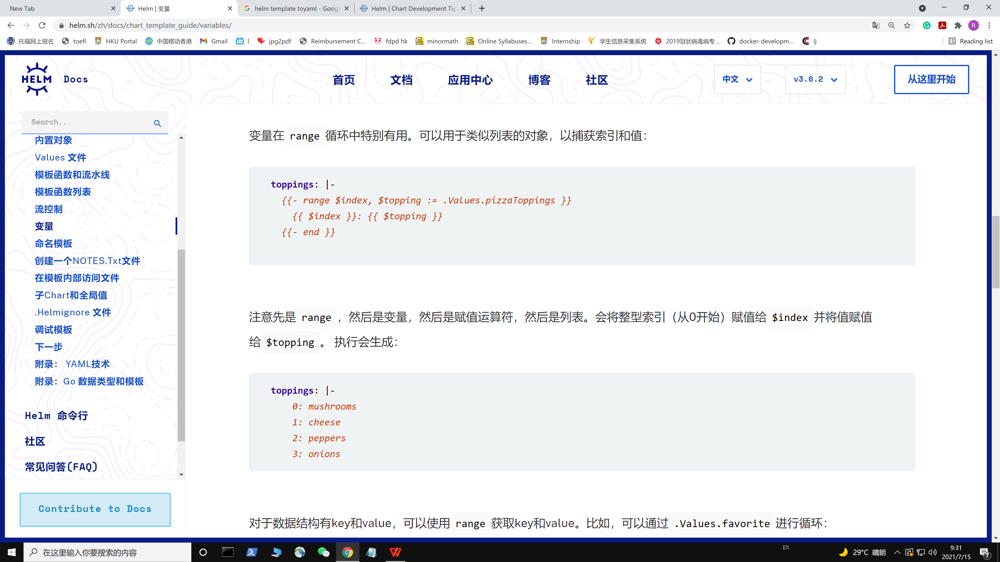 New Tab
Helm | 变量
helm template toyaml - Googl
Helm | Chart Development Tip
helm.sh/zh/docs/chart_template_guide/variables/
R
托福网上报名
toefl
HKU Portal
中国移动香港
Gmail
l
jpg2pdf
Reimbursement C...
fdpd hk
minormath
Online Syllabuses...
Internship
学生信息采集系统
2019冠状病毒病专...
docker-developm...
lj
Reading list
HELM
Docs
首页
文档
应用中心
博客
社区
中文
v3.6.2
从这里开始
Search...
内置对象
Values 文件
模板函数和流水线
模板函数列表
流控制
变量
命名模板
创建一个NOTES.Txt文件
在模板内部访问文件
子Chart和全局值
.Helmignore 文件
调试模板
下一步
附录： YAML技术
附录：Go 数据类型和模板
Helm 命令行
社区
常见问答(FAQ)
Contribute to Docs
变量在 range 循环中特别有用。可以用于类似列表的对象，以捕获索引和值：
toppings: |-
{{- range $index, $topping := .Values.pizzaToppings }}
{{ $index }}: {{ $topping }}
{{- end }}
注意先是 range ，然后是变量，然后是赋值运算符，然后是列表。会将整型索引（从0开始）赋值给 $index 并将值赋值
给 $topping 。 执行会生成：
toppings: |-
0: mushrooms
1: cheese
2: peppers
3: onions
对于数据结构有key和value，可以使用 range 获取key和value。比如，可以通过 .Values.favorite 进行循环：
在这里输入你要搜索的内容
EN
29°C 晴朗
9:31
2021/7/15
7